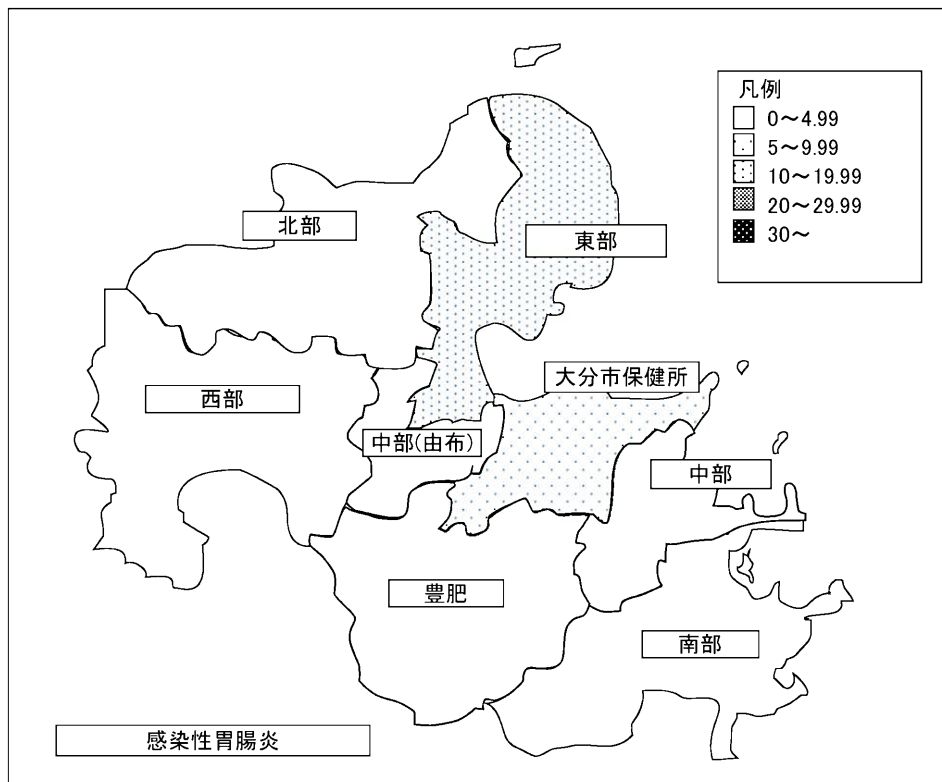 凡例
0～4.99
5～9.99
10～19.99
20～29.99
30～
北部
東部
大分市保健所
西部
中部(由布)
中部
豊肥
南部
感染性胃腸炎